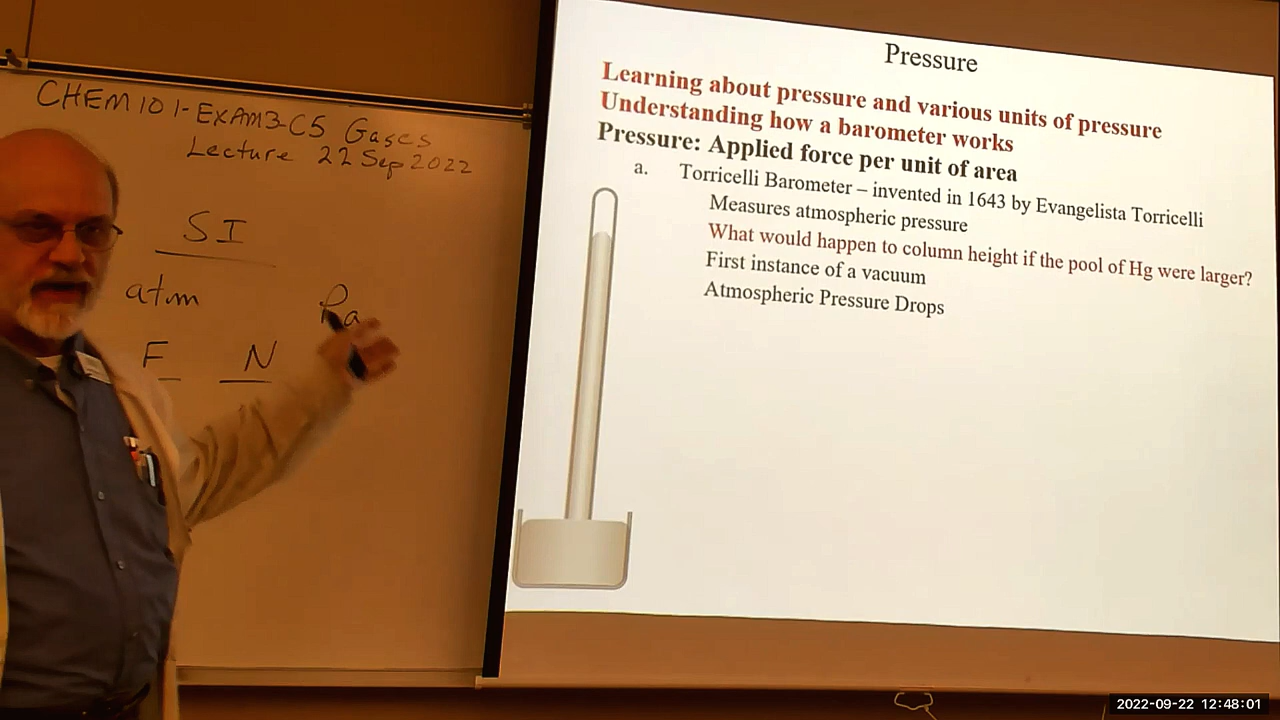 CHEM 101-EXAM3-C5 Gases
Lecture 22 Sep 2022
SI
atm
Pa
F N
Pressure
Learning about pressure and various units of pressure
Understanding how a barometer works
Pressure: Applied force per unit of area
a. Torricelli Barometer – invented in 1643 by Evangelista Torricelli
Measures atmospheric pressure
What would happen to column height if the pool of Hg were larger?
First instance of a vacuum
Atmospheric Pressure Drops
2022-09-22 12:48:01